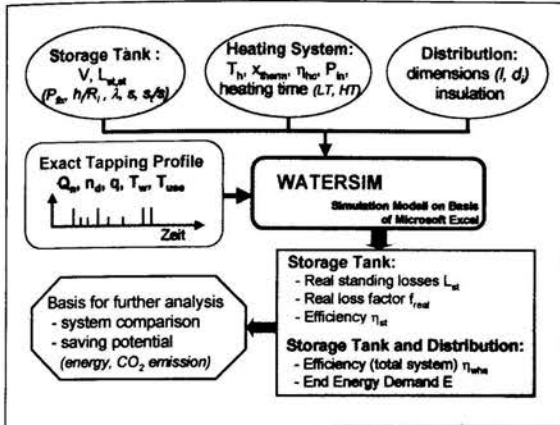 Storage Tank :
V, L_st,st
(P_fix, h/R_i , λ, s, s_f/s)
Heating System:
T_h, x_therm, η_hc, P_in,
heating time (LT, HT)
Distribution:
dimensions (l, d_i)
insulation
Exact Tapping Profile
n_d, q, T_w, T_use
Zeit
WATERSIM
Simulation Modell on Basis
of Microsoft Excel
Storage Tank:
- Real standing losses L_st
- Real loss factor f_real
- Efficiency η_st
Storage Tank and Distribution:
- Efficiency (total system) η_whs
- End Energy Demand E
Basis for further analysis
- system comparison
- saving potential
(energy, CO₂ emission)